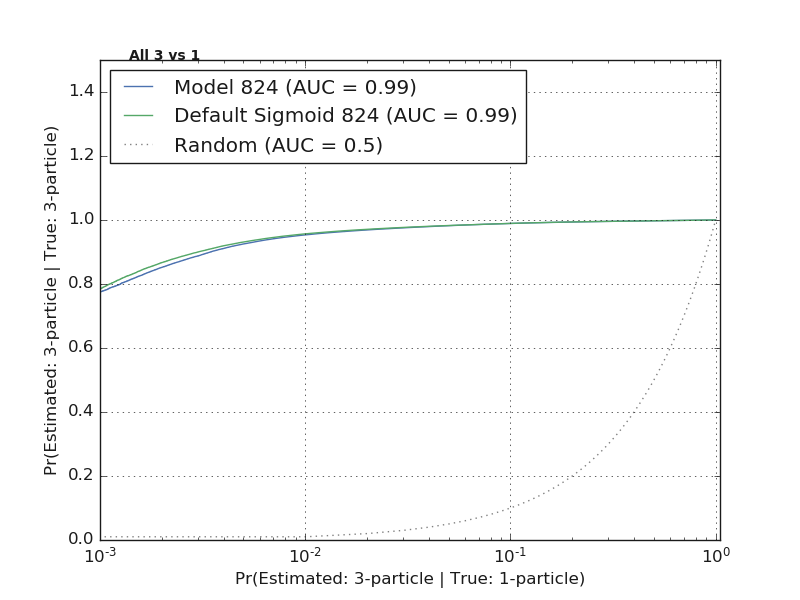 All 3 vs 1
Model 824 (AUC = 0.99)
Default Sigmoid 824 (AUC = 0.99)
Random (AUC = 0.5)
Pr(Estimated: 3-particle | True: 3-particle)
1.4
1.2
1.0
0.8
0.6
0.4
0.2
0.0
10⁻³ 10⁻² 10⁻¹ 10⁰
Pr(Estimated: 3-particle | True: 1-particle)